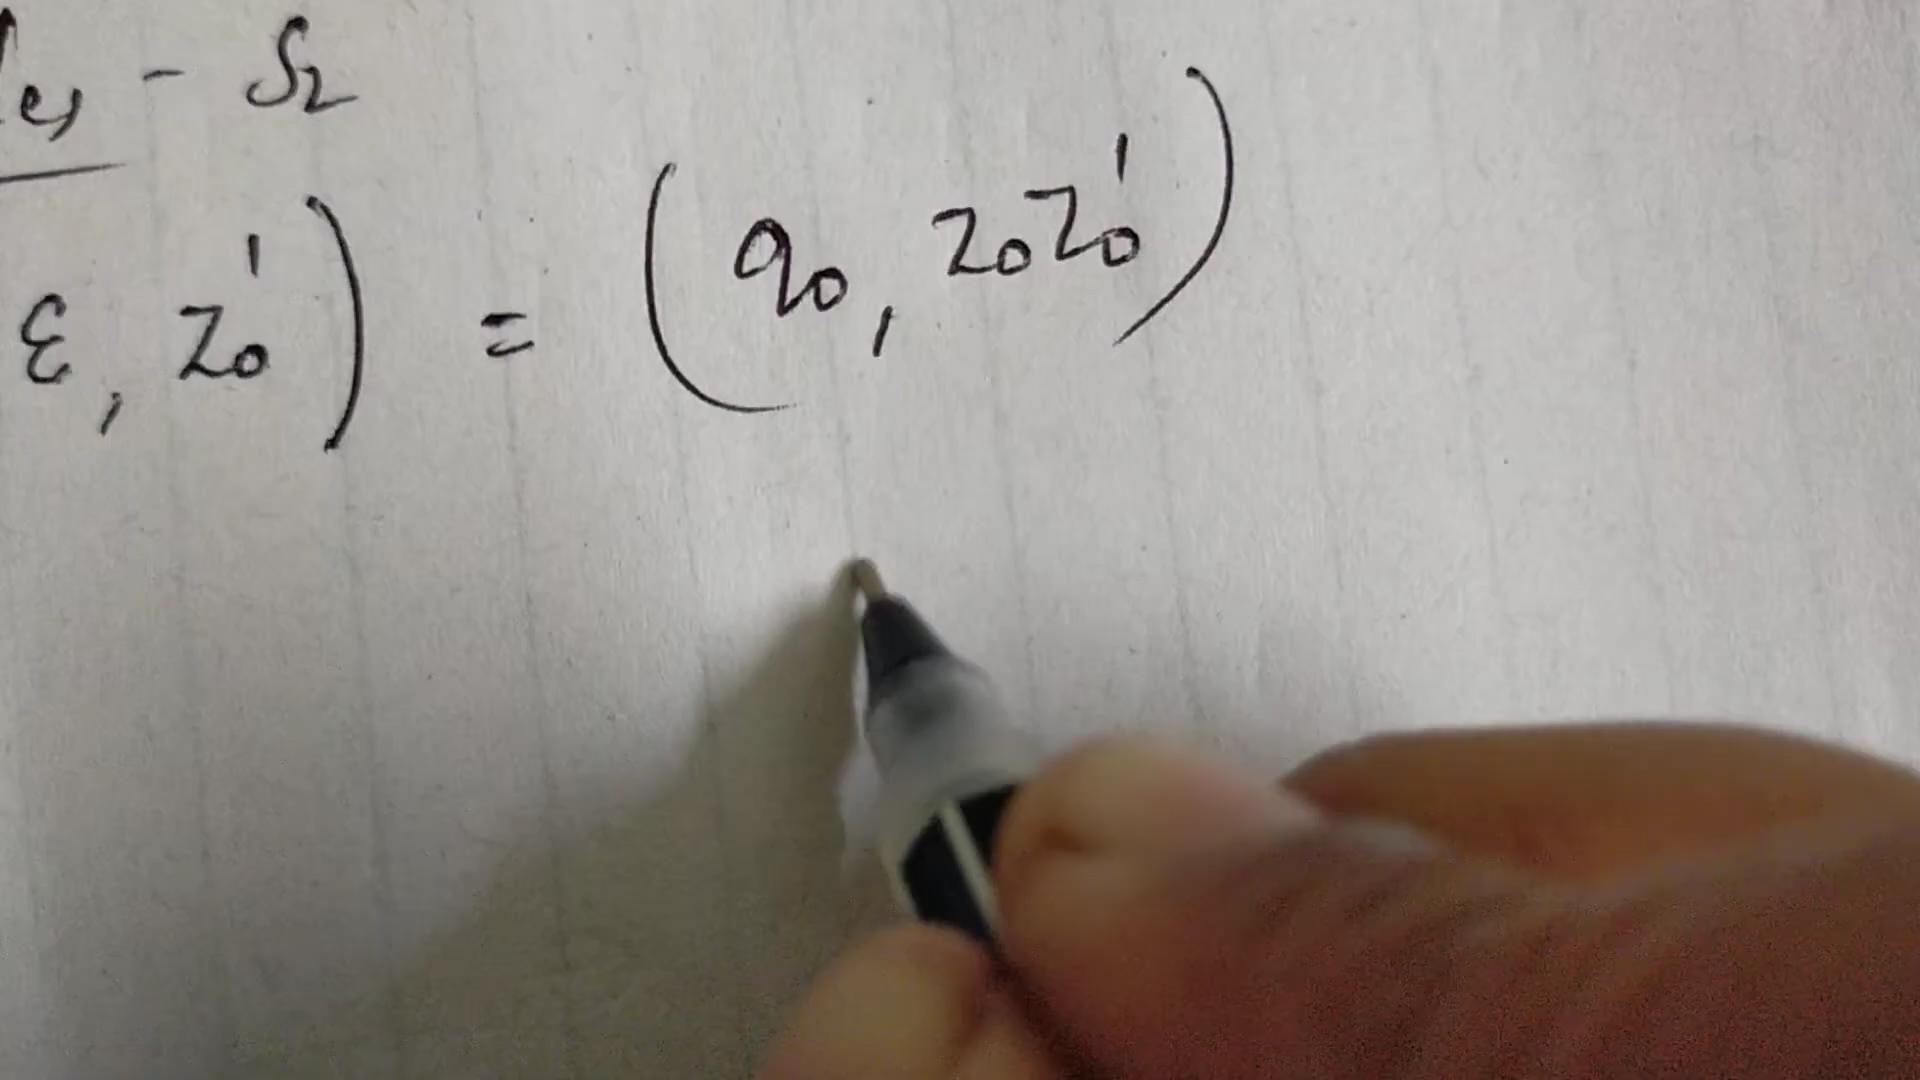 - S2
ε, z0') = (q0, z0z0')